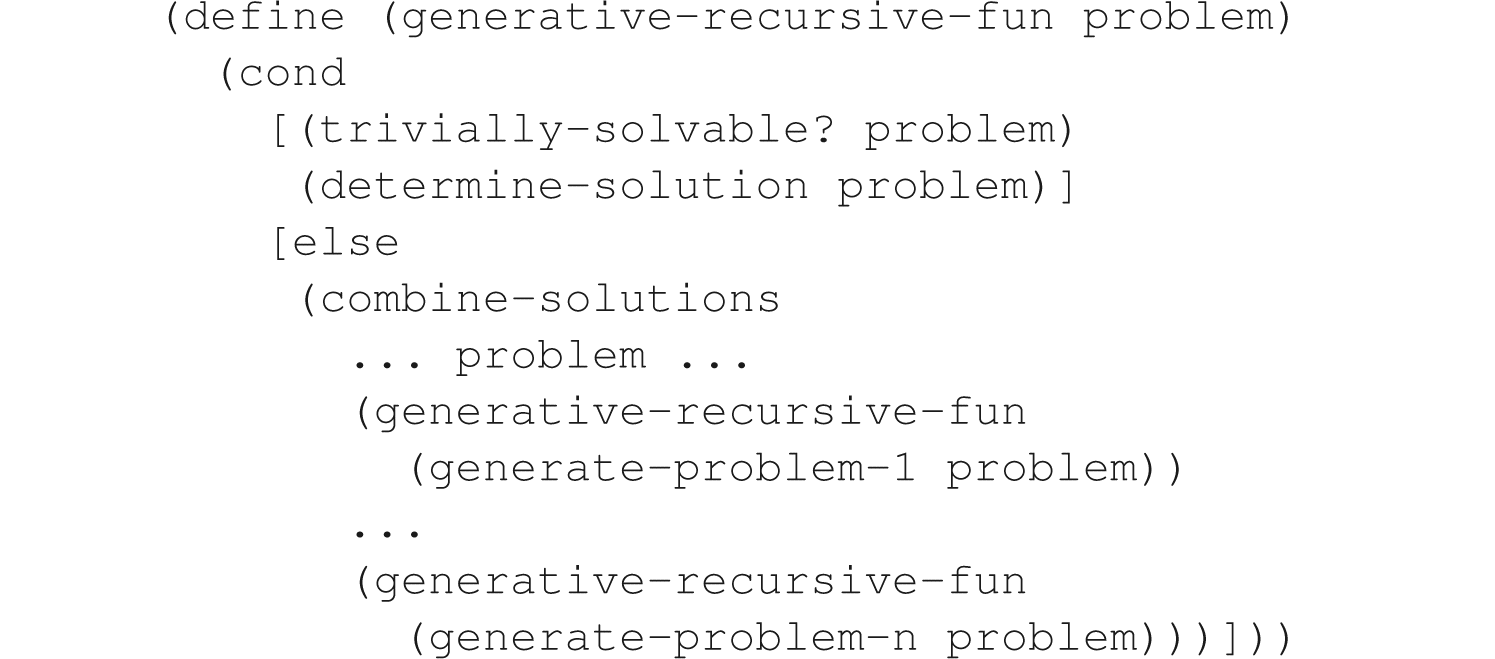 (define (generative-recursive-fun problem)
(cond
[(trivially-solvable? problem)
(determine-solution problem)]
[else
(combine-solutions
... problem ...
(generative-recursive-fun
(generate-problem-1 problem))
...
(generative-recursive-fun
(generate-problem-n problem)))]))